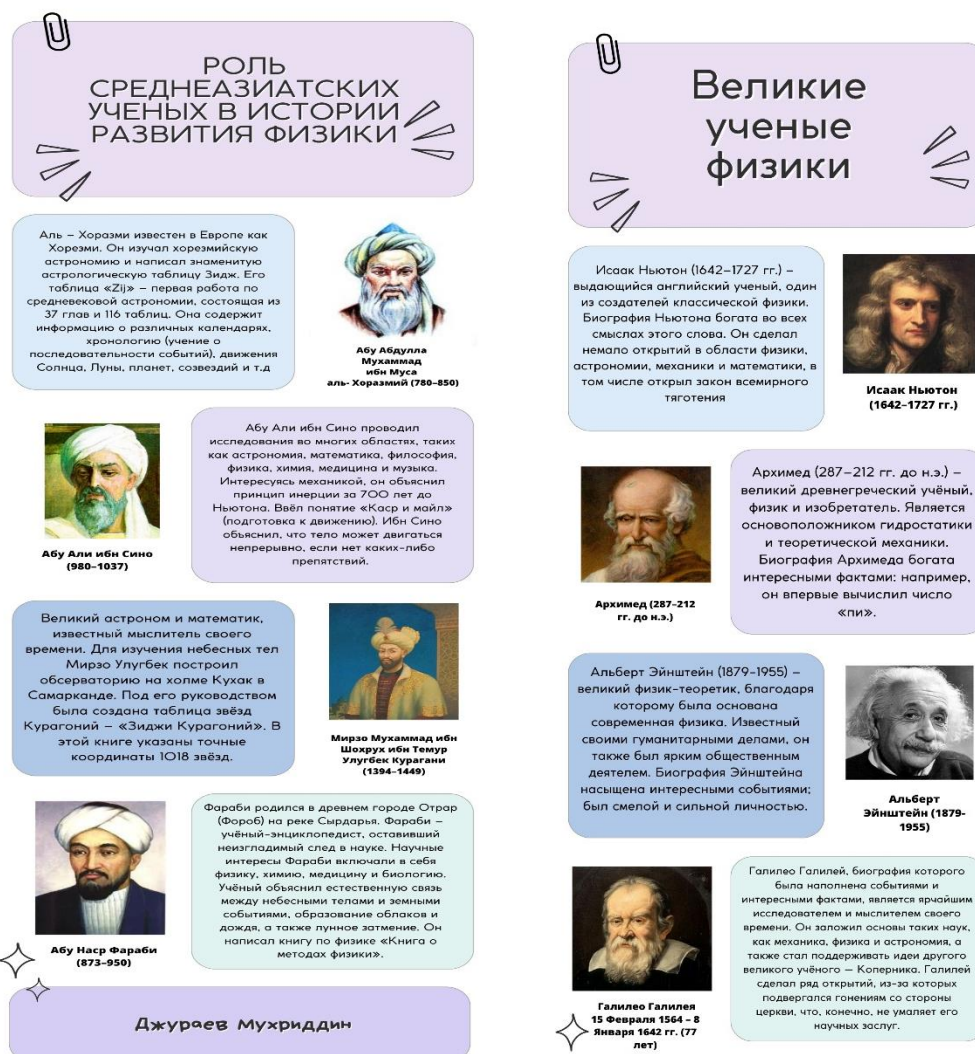 РОЛЬ
СРЕДНЕАЗИАТСКИХ
УЧЕНЫХ В ИСТОРИИ
РАЗВИТИЯ ФИЗИКИ
Аль – Хоразми известен в Европе как
Хорезми. Он изучал хорезмийскую
астрономию и написал знаменитую
астрологическую таблицу Зидж. Его
таблица «Zij» – первая работа по
средневековой астрономии, состоящая из
37 глав и 116 таблиц. Она содержит
информацию о различных календарях,
хронологию (учение о
последовательности событий), движения
Солнца, Луны, планет, созвездий и т.д
Абу Абдулла
Мухаммад
ибн Муса
аль- Хоразмий (780–850)
Абу Али ибн Сино
(980–1037)
Абу Али ибн Сино проводил
исследования во многих областях, таких
как астрономия, математика, философия,
физика, химия, медицина и музыка.
Интересуясь механикой, он объяснил
принцип инерции за 700 лет до
Ньютона. Ввёл понятие «Каср и майл»
(подготовка к движению). Ибн Сино
объяснил, что тело может двигаться
непрерывно, если нет каких-либо
препятствий.
Великий астроном и математик,
известный мыслитель своего
времени. Для изучения небесных тел
Мирзо Улугбек построил
обсерваторию на холме Кухак в
Самарканде. Под его руководством
была создана таблица звёзд
Курагоний – «Зиджи Курагоний». В
этой книге указаны точные
координаты 1018 звёзд.
Мирзо Мухаммад ибн
Шохрух ибн Темур
Улугбек Курагани
(1394–1449)
Абу Наср Фараби
(873–950)
Фараби родился в древнем городе Отрар
(Фороб) на реке Сырдарья. Фараби –
учёный-энциклопедист, оставивший
неизгладимый след в науке. Научные
интересы Фараби включали в себя
физику, химию, медицину и биологию.
Учёный объяснил естественную связь
между небесными телами и земными
событиями, образование облаков и
дождя, а также лунное затмение. Он
написал книгу по физике «Книга о
методах физики».
Джураев Мухриддин
Великие
ученые
физики
Исаак Ньютон (1642–1727 гг.) –
выдающийся английский ученый, один
из создателей классической физики.
Биография Ньютона богата во всех
смыслах этого слова. Он сделал
немало открытий в области физики,
астрономии, механики и математики, в
том числе открыл закон всемирного
тяготения
Исаак Ньютон
(1642–1727 гг.)
Архимед (287–212
гг. до н.э.)
Архимед (287–212 гг. до н.э.) –
великий древнегреческий учёный,
физик и изобретатель. Является
основоположником гидростатики
и теоретической механики.
Биография Архимеда богата
интересными фактами: например,
он впервые вычислил число
«пи».
Альберт Эйнштейн (1879-1955) –
великий физик-теоретик, благодаря
которому была основана
современная физика. Известный
своими гуманитарными делами, он
также был ярким общественным
деятелем. Биография Эйнштейна
насыщена интересными событиями;
был смелой и сильной личностью.
Альберт
Эйнштейн (1879-
1955)
Галилео Галилея
15 Февраля 1564 – 8
Января 1642 гг. (77
лет)
Галилео Галилей, биография которого
была наполнена событиями и
интересными фактами, является ярчайшим
исследователем и мыслителем своего
времени. Он заложил основы таких наук,
как механика, физика и астрономия, а
также стал поддерживать идеи другого
великого учёного – Коперника. Галилей
сделал ряд открытий, из-за которых
подвергался гонениям со стороны
церкви, что, конечно, не умаляет его
научных заслуг.